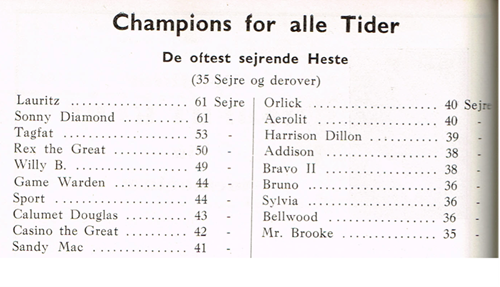 Champions for alle Tider
De oftest sejrende Heste
(35 Sejre og derover)
Lauritz .................. 61 Sejre
Sonny Diamond .......... 61 -
Tagfat .................. 53 -
Rex the Great ............ 50 -
Willy B. .................. 49 -
Game Warden ............ 44 -
Sport .................... 44 -
Calumet Douglas ........ 43 -
Casino the Great ........ 42 -
Sandy Mac .............. 41 -
Orlick .................... 40 Sejre
Aerolit .................. 40 -
Harrison Dillon .......... 39 -
Addison .................. 38 -
Bravo II .................. 38 -
Bruno .................... 36 -
Sylvia .................... 36 -
Bellwood ................ 36 -
Mr. Brooke .............. 35 -